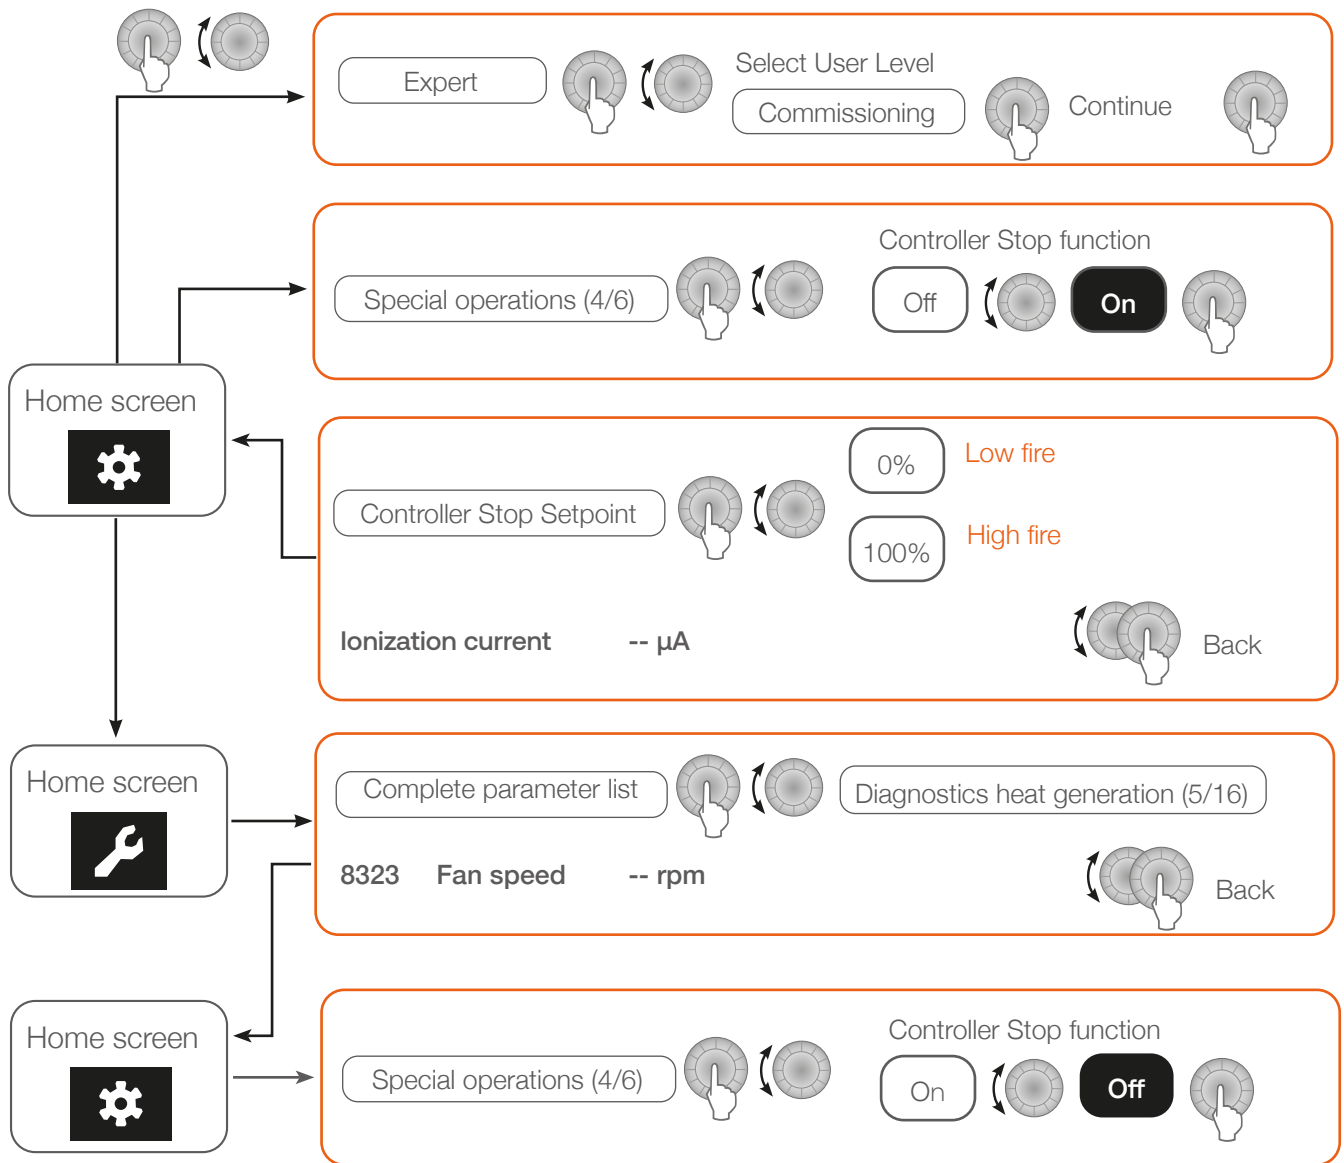 Expert
Select User Level
Commissioning
Continue
Controller Stop function
Special operations (4/6)
Off
On
Home screen
Controller Stop Setpoint
0%
Low fire
100%
High fire
Ionization current -- µA
Back
Home screen
Complete parameter list
Diagnostics heat generation (5/16)
8323 Fan speed -- rpm
Back
Home screen
Controller Stop function
Special operations (4/6)
On
Off